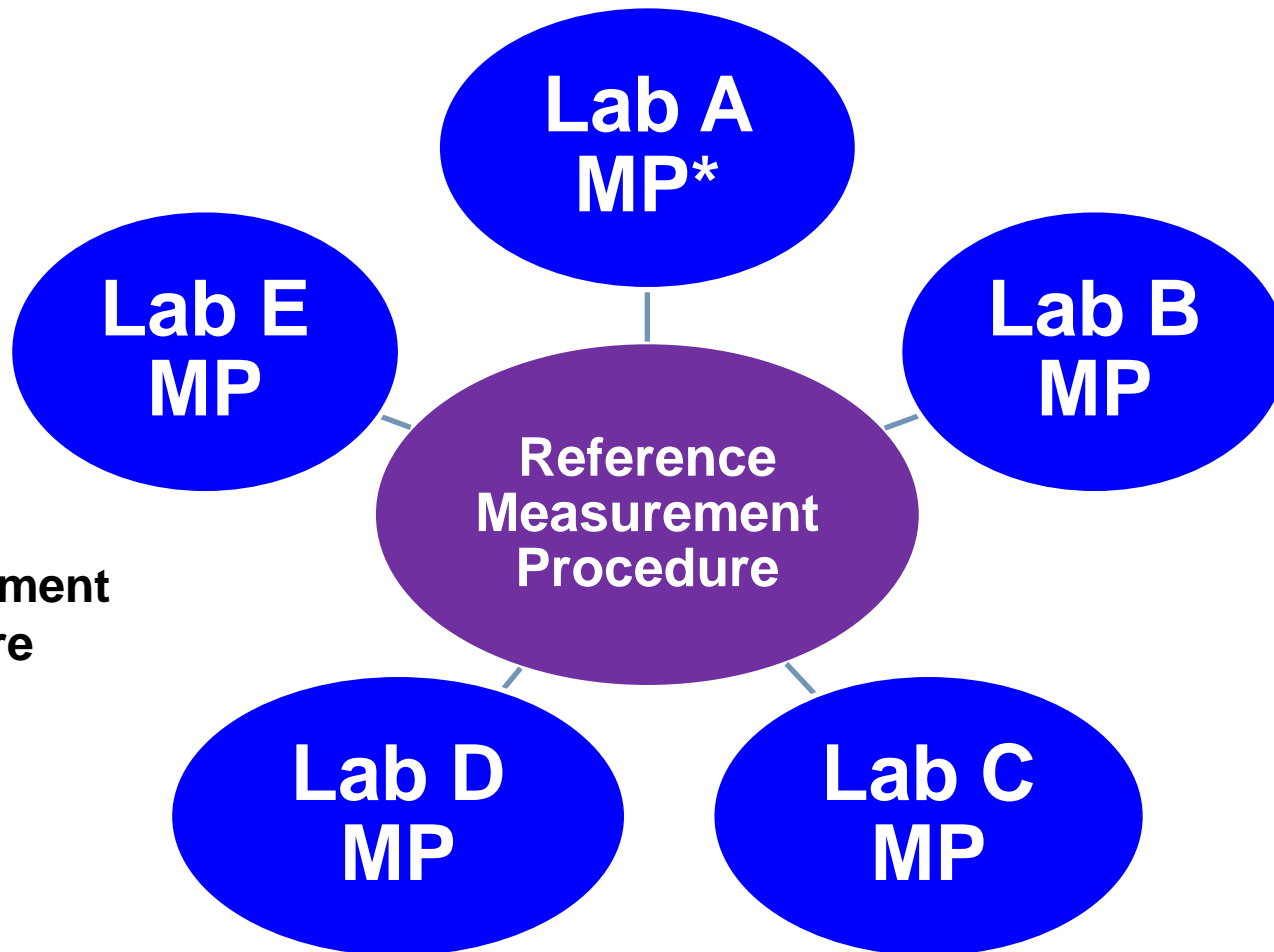 Lab A
MP*
Lab E
MP
Lab B
MP
Reference
Measurement
Procedure
ment
re
Lab D
MP
Lab C
MP